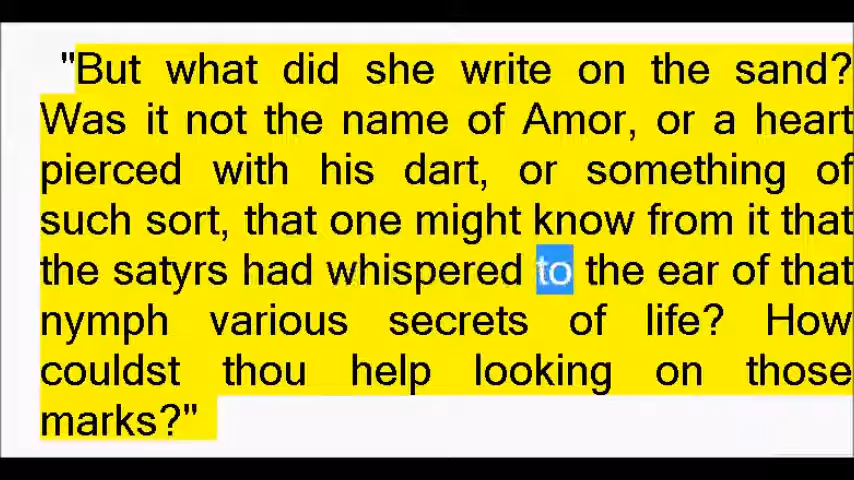 "But what did she write on the sand?
Was it not the name of Amor, or a heart
pierced with his dart, or something of
such sort, that one might know from it that
the satyrs had whispered to the ear of that
nymph various secrets of life? How
couldst thou help looking on those
marks?"